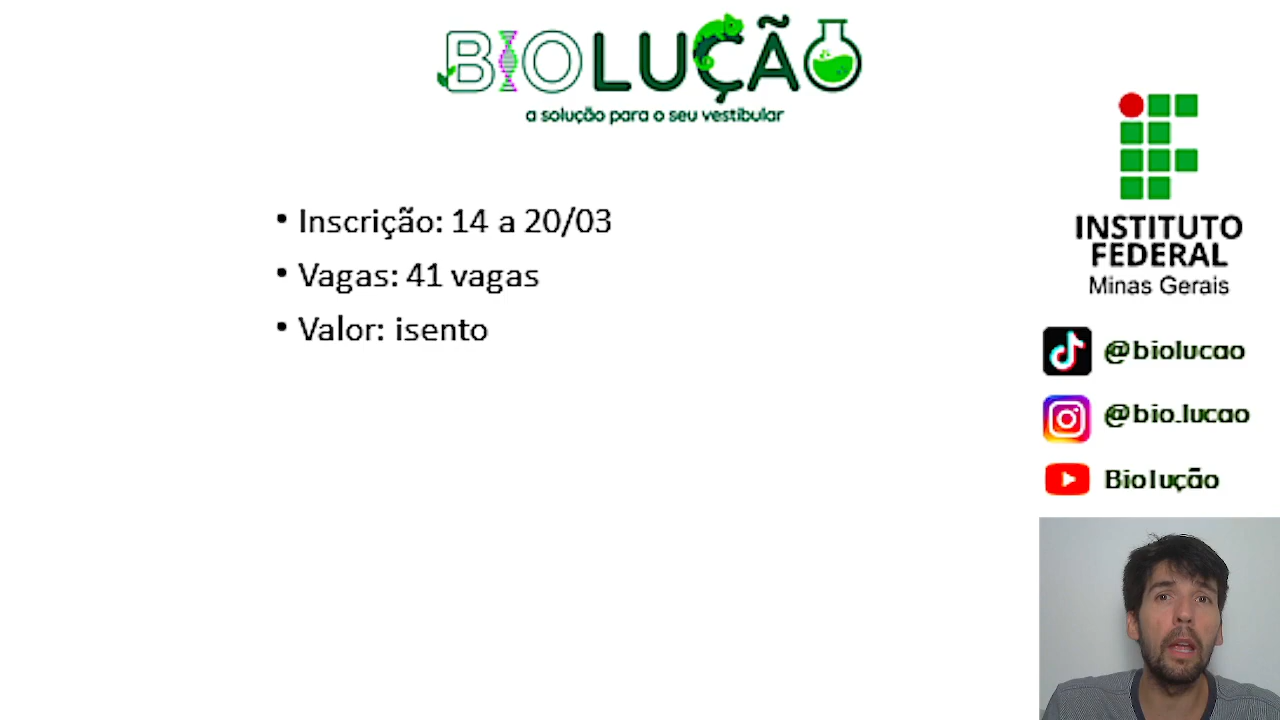 BIOLUÇÃO
a solução para o seu vestibular
• Inscrição: 14 a 20/03
• Vagas: 41 vagas
• Valor: isento
INSTITUTO
FEDERAL
Minas Gerais
@biolucao
@bio.lucao
Biolução